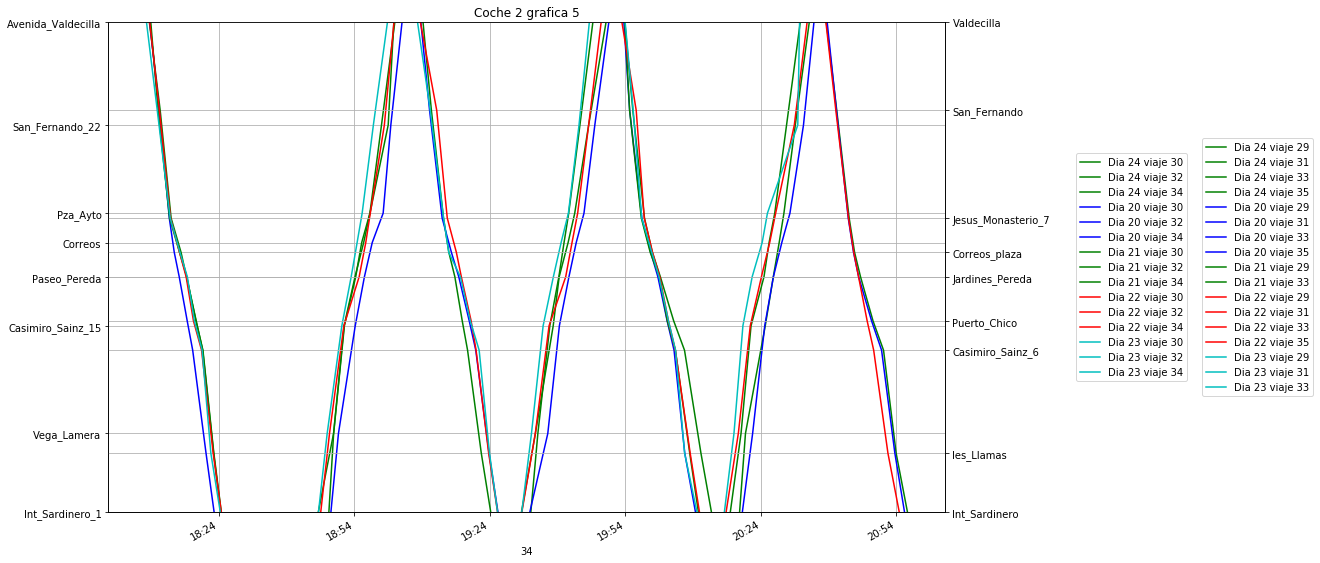 Coche 2 grafica 5
Avenida_Valdecilla
San_Fernando_22
Pza_Ayto
Correos
Paseo_Pereda
Casimiro_Sainz_15
Vega_Lamera
Int_Sardinero_1
Valdecilla
San_Fernando
Jesus_Monasterio_7
Correos_plaza
Jardines_Pereda
Puerto_Chico
Casimiro_Sainz_6
Ies_Llamas
Int_Sardinero
18:24
18:54
19:24
19:54
20:24
20:54
34
Dia 24 viaje 30
Dia 24 viaje 32
Dia 24 viaje 34
Dia 20 viaje 30
Dia 20 viaje 32
Dia 20 viaje 34
Dia 21 viaje 30
Dia 21 viaje 32
Dia 21 viaje 34
Dia 22 viaje 30
Dia 22 viaje 32
Dia 22 viaje 34
Dia 23 viaje 30
Dia 23 viaje 32
Dia 23 viaje 34
Dia 24 viaje 29
Dia 24 viaje 31
Dia 24 viaje 33
Dia 24 viaje 35
Dia 20 viaje 29
Dia 20 viaje 31
Dia 20 viaje 33
Dia 20 viaje 35
Dia 21 viaje 29
Dia 21 viaje 33
Dia 22 viaje 29
Dia 22 viaje 31
Dia 22 viaje 33
Dia 22 viaje 35
Dia 23 viaje 29
Dia 23 viaje 31
Dia 23 viaje 33